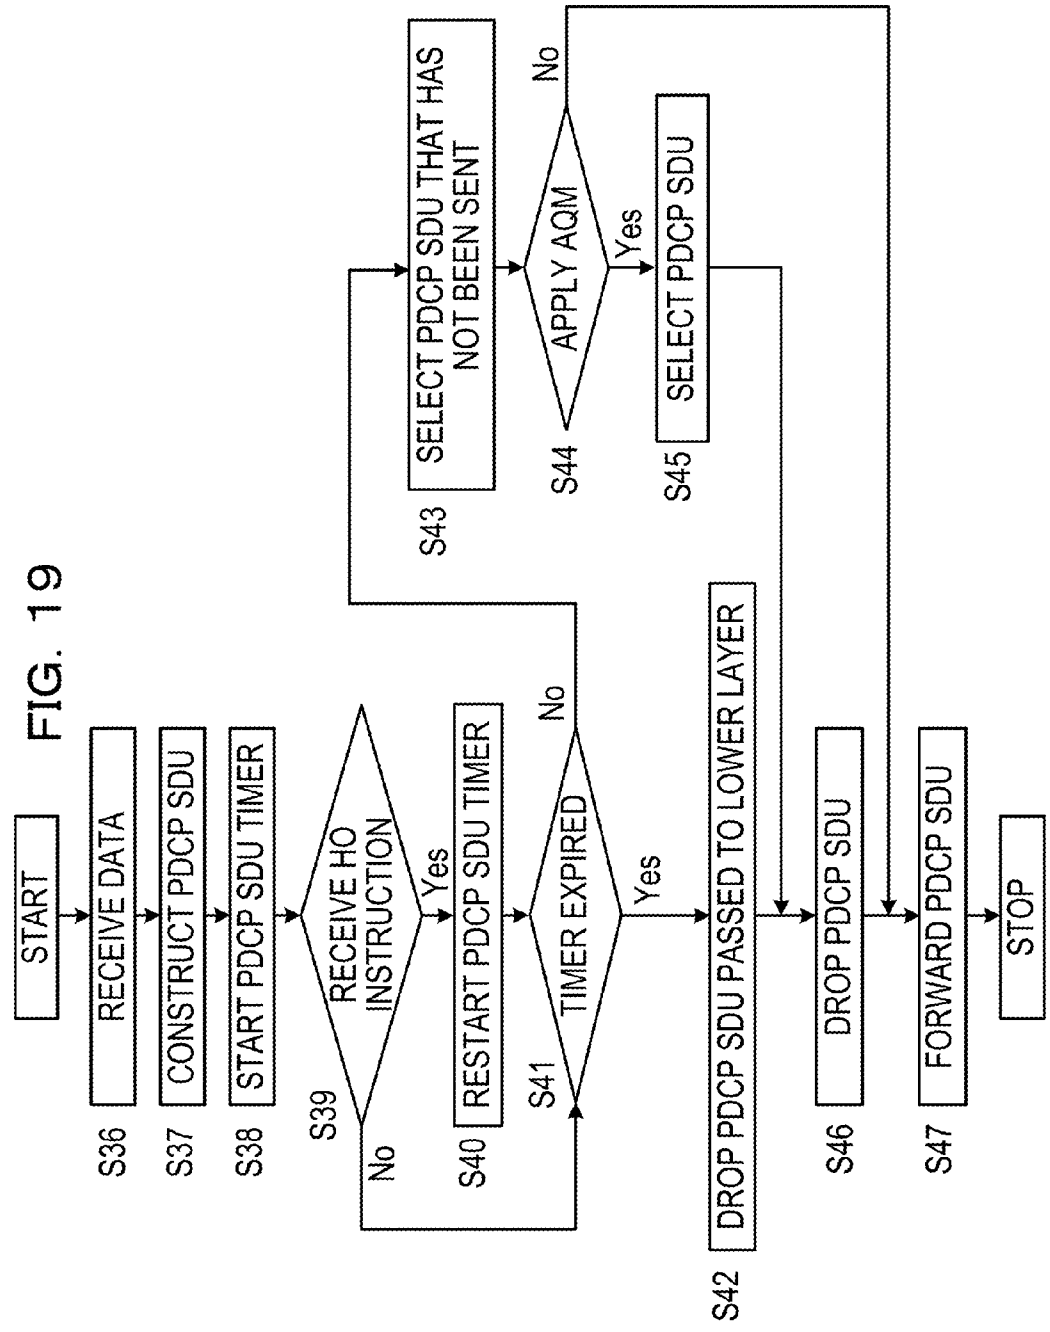 FIG. 19
START
S36
RECEIVE DATA
S37
CONSTRUCT PDCP SDU
S38
START PDCP SDU TIMER
S39
RECEIVE HO
INSTRUCTION
No
Yes
S40
RESTART PDCP SDU TIMER
S41
TIMER EXPIRED
No
Yes
S42
DROP PDCP SDU PASSED TO LOWER LAYER
S43
SELECT PDCP SDU THAT HAS
NOT BEEN SENT
S44
APPLY AQM
No
Yes
S45
SELECT PDCP SDU
S46
DROP PDCP SDU
S47
FORWARD PDCP SDU
STOP